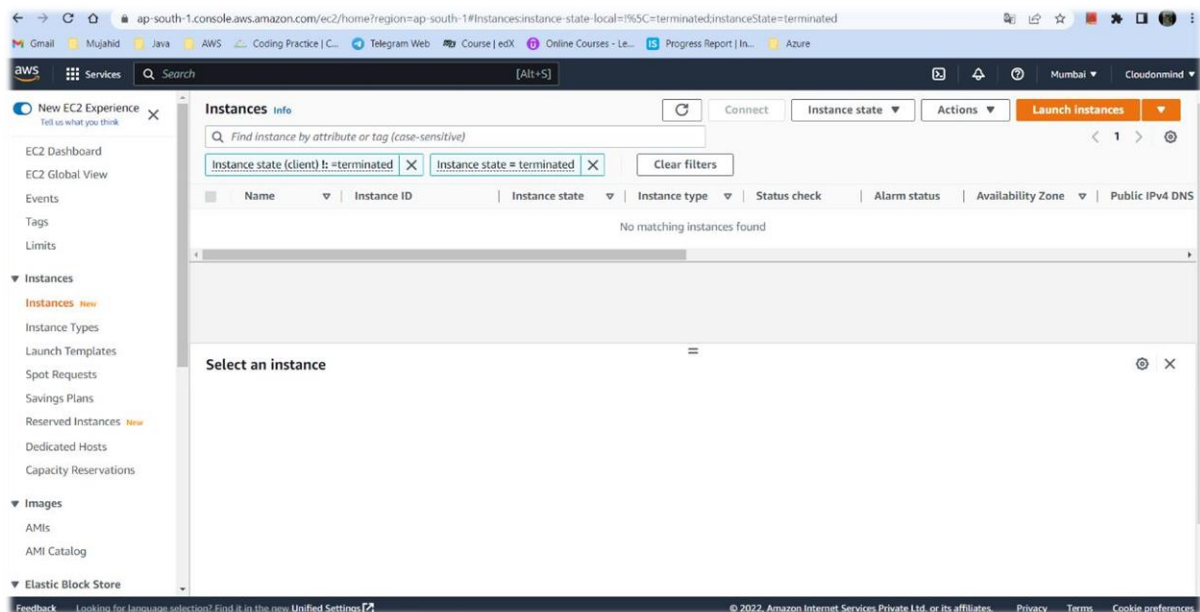 ap-south-1.console.aws.amazon.com/ec2/home?region=ap-south-1#Instances:instance-state-local=!%5C=terminated;instanceState=terminated
Gmail Mujahid Java AWS Coding Practice | C... Telegram Web Course | edX Online Courses - Le... Progress Report | In... Azure
aws Services Search [Alt+S] Mumbai Cloudonmind
New EC2 Experience
Tell us what you think
EC2 Dashboard
EC2 Global View
Events
Tags
Limits
Instances
Instances New
Instance Types
Launch Templates
Spot Requests
Savings Plans
Reserved Instances New
Dedicated Hosts
Capacity Reservations
Images
AMIs
AMI Catalog
Elastic Block Store
Instances Info Connect Instance state Actions Launch instances
Find instance by attribute or tag (case-sensitive) 1
Instance state (client) !: =terminated Instance state = terminated Clear filters
Name Instance ID Instance state Instance type Status check Alarm status Availability Zone Public IPv4 DNS
No matching instances found
Select an instance
Feedback Looking for language selection? Find it in the new Unified Settings © 2022, Amazon Internet Services Private Ltd. or its affiliates. Privacy Terms Cookie preferences